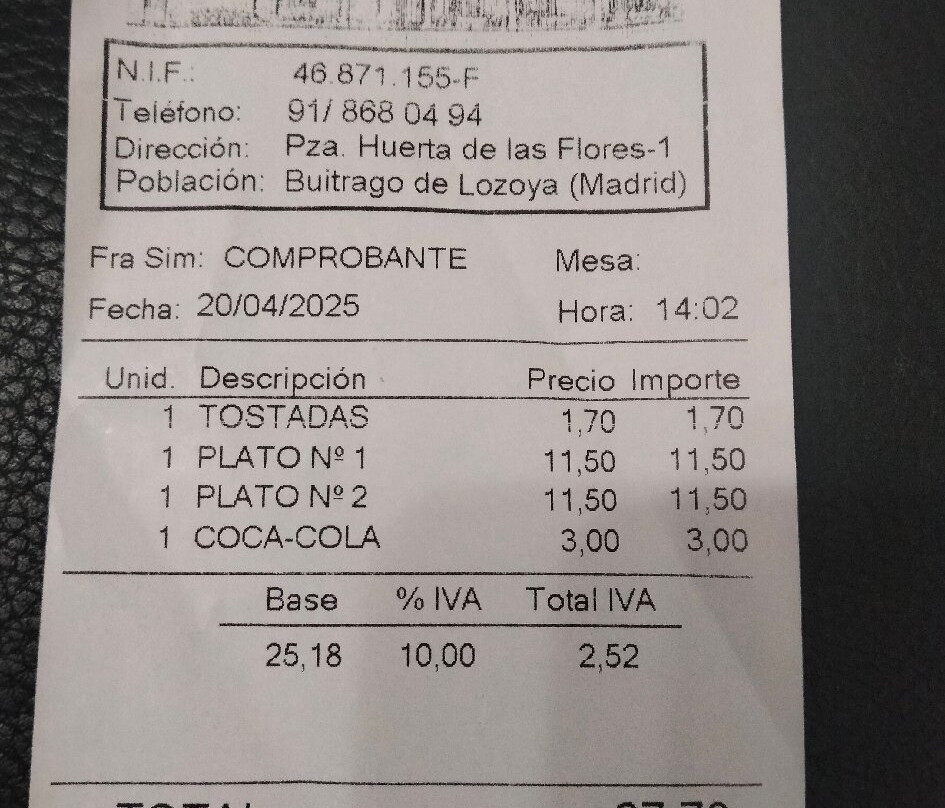 N.I.F.: 46.871.155-F
Teléfono: 91/ 868 04 94
Dirección: Pza. Huerta de las Flores-1
Población: Buitrago de Lozoya (Madrid)
Fra Sim: COMPROBANTE Mesa:
Fecha: 20/04/2025 Hora: 14:02
Unid. Descripción Precio Importe
1 TOSTADAS 1,70 1,70
1 PLATO Nº 1 11,50 11,50
1 PLATO Nº 2 11,50 11,50
1 COCA-COLA 3,00 3,00
Base % IVA Total IVA
25,18 10,00 2,52
TOTAL